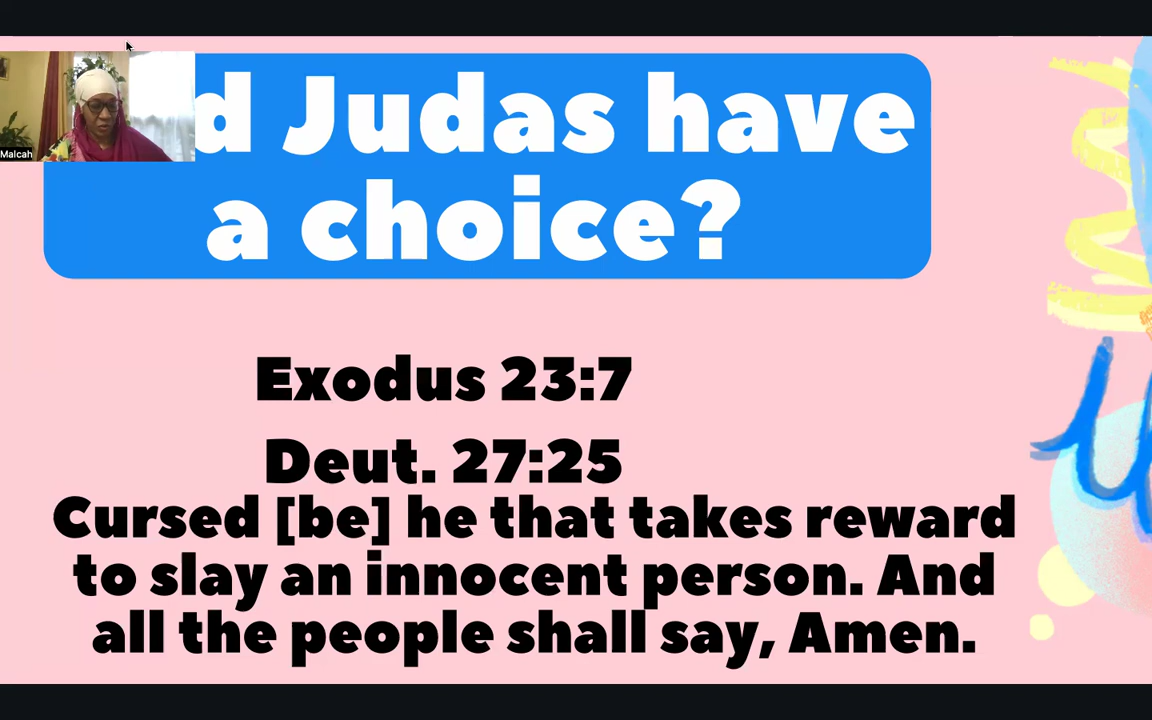 d Judas have
a choice?
Malcah
Exodus 23:7
Deut. 27:25
Cursed [be] he that takes reward
to slay an innocent person. And
all the people shall say, Amen.